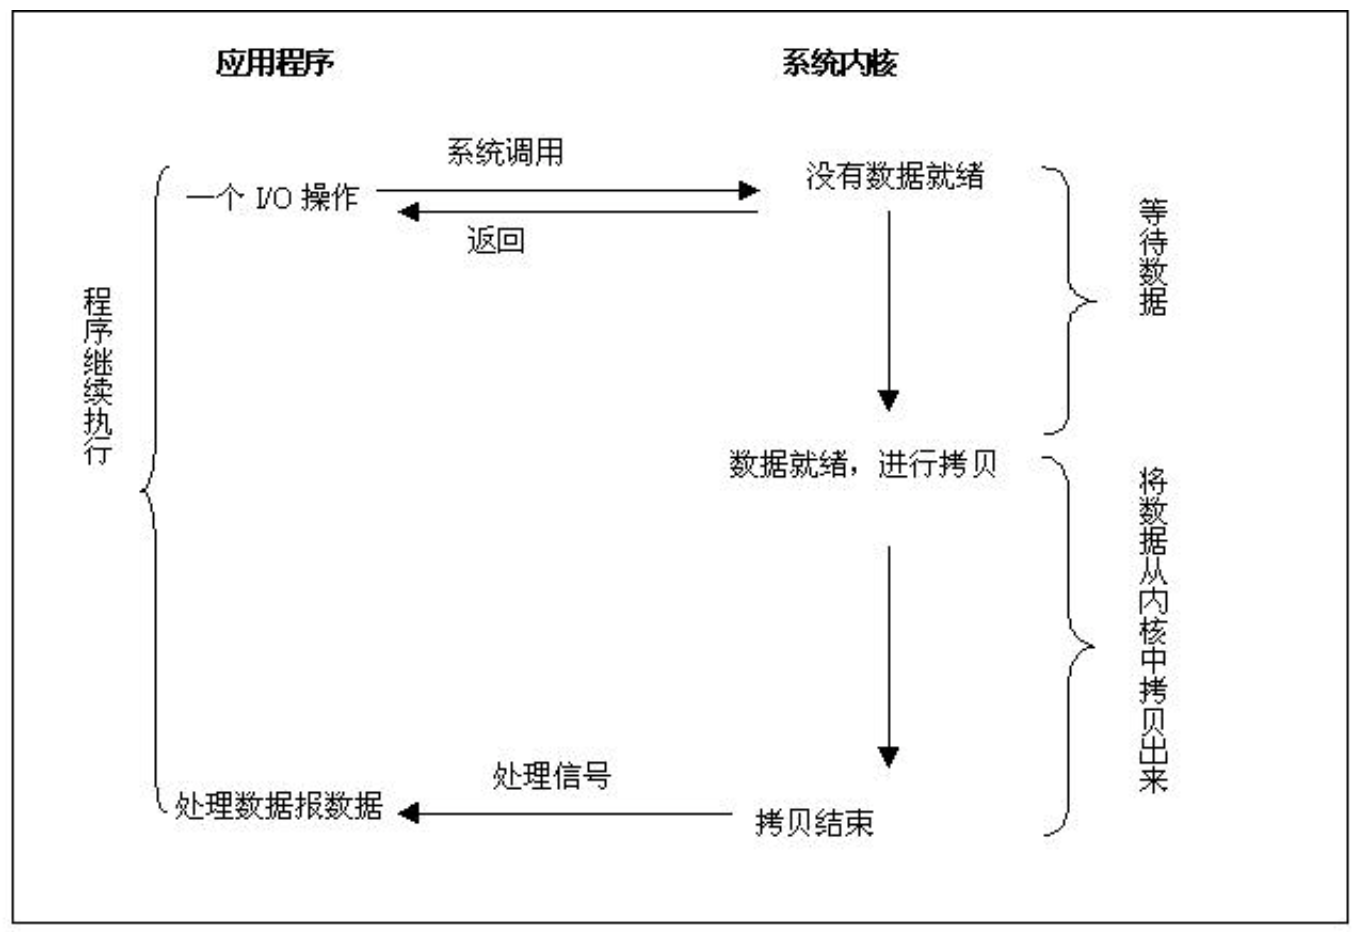 应用程序
系统内核
系统调用
一个 I/O 操作
没有数据就绪
返回
等待数据
程序继续执行
数据就绪，进行拷贝
将数据从内核中拷贝出来
处理信号
处理数据报数据
拷贝结束